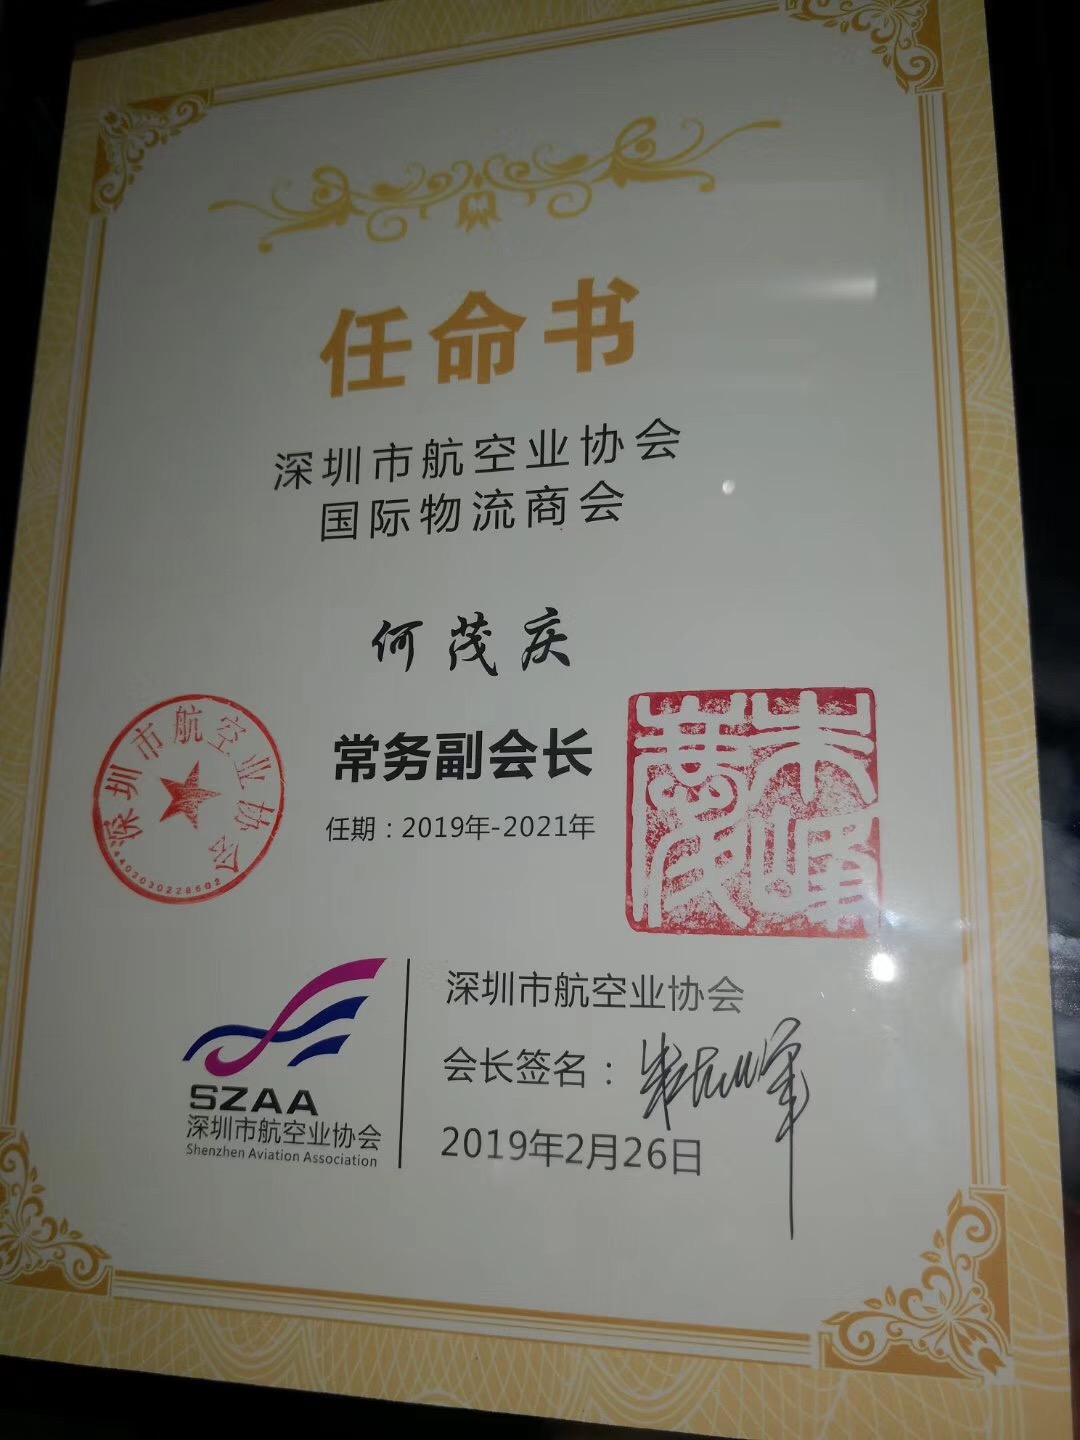 任命书
深圳市航空业协会
国际物流商会
何茂庆
常务副会长
任期：2019年-2021年
深圳市航空业协会
SZAA
深圳市航空业协会
Shenzhen Aviation Association
深圳市航空业协会
会长签名：
2019年2月26日